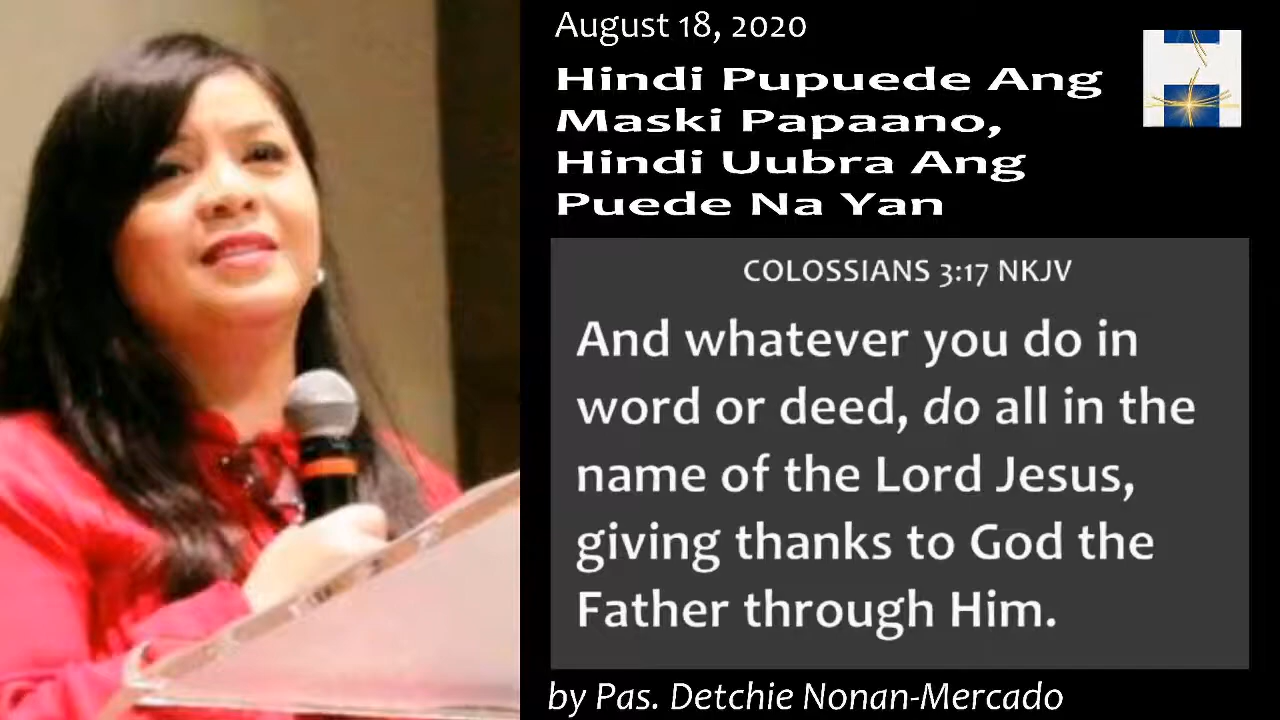 August 18, 2020
Hindi Pupuede Ang
Maski Papaano,
Hindi Uubra Ang
Puede Na Yan
COLOSSIANS 3:17 NKJV
And whatever you do in
word or deed, do all in the
name of the Lord Jesus,
giving thanks to God the
Father through Him.
by Pas. Detchie Nonan-Mercado